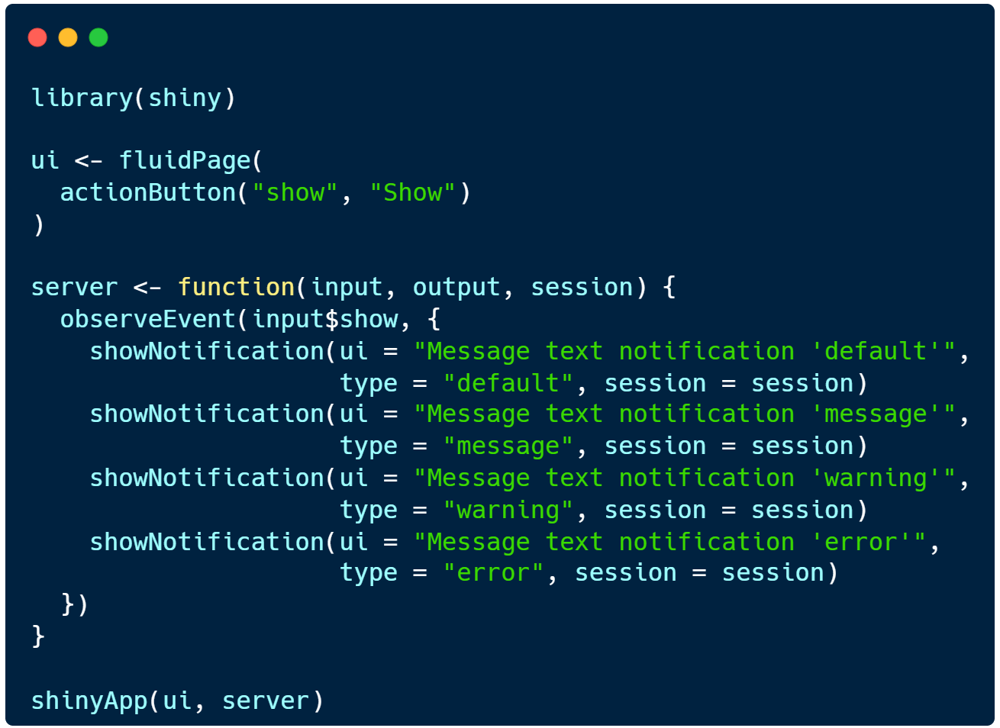 library(shiny)

ui <- fluidPage(
  actionButton("show", "Show")
)

server <- function(input, output, session) {
  observeEvent(input$show, {
    showNotification(ui = "Message text notification 'default'",
                     type = "default", session = session)
    showNotification(ui = "Message text notification 'message'",
                     type = "message", session = session)
    showNotification(ui = "Message text notification 'warning'",
                     type = "warning", session = session)
    showNotification(ui = "Message text notification 'error'",
                     type = "error", session = session)
  })
}

shinyApp(ui, server)